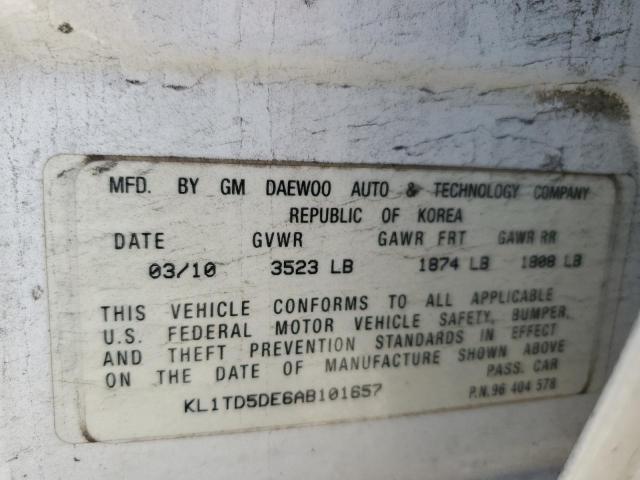 MFD. BY GM DAEWOO AUTO & TECHNOLOGY COMPANY
REPUBLIC OF KOREA
DATE GVWR GAWR FRT GAWR RR
03/10 3523 LB 1874 LB 1808 LB
THIS VEHICLE CONFORMS TO ALL APPLICABLE
U.S. FEDERAL MOTOR VEHICLE SAFETY, BUMPER,
AND THEFT PREVENTION STANDARDS IN EFFECT
ON THE DATE OF MANUFACTURE SHOWN ABOVE
PASS. CAR
KL1TD5DE6AB101657 P.N.96 404 578